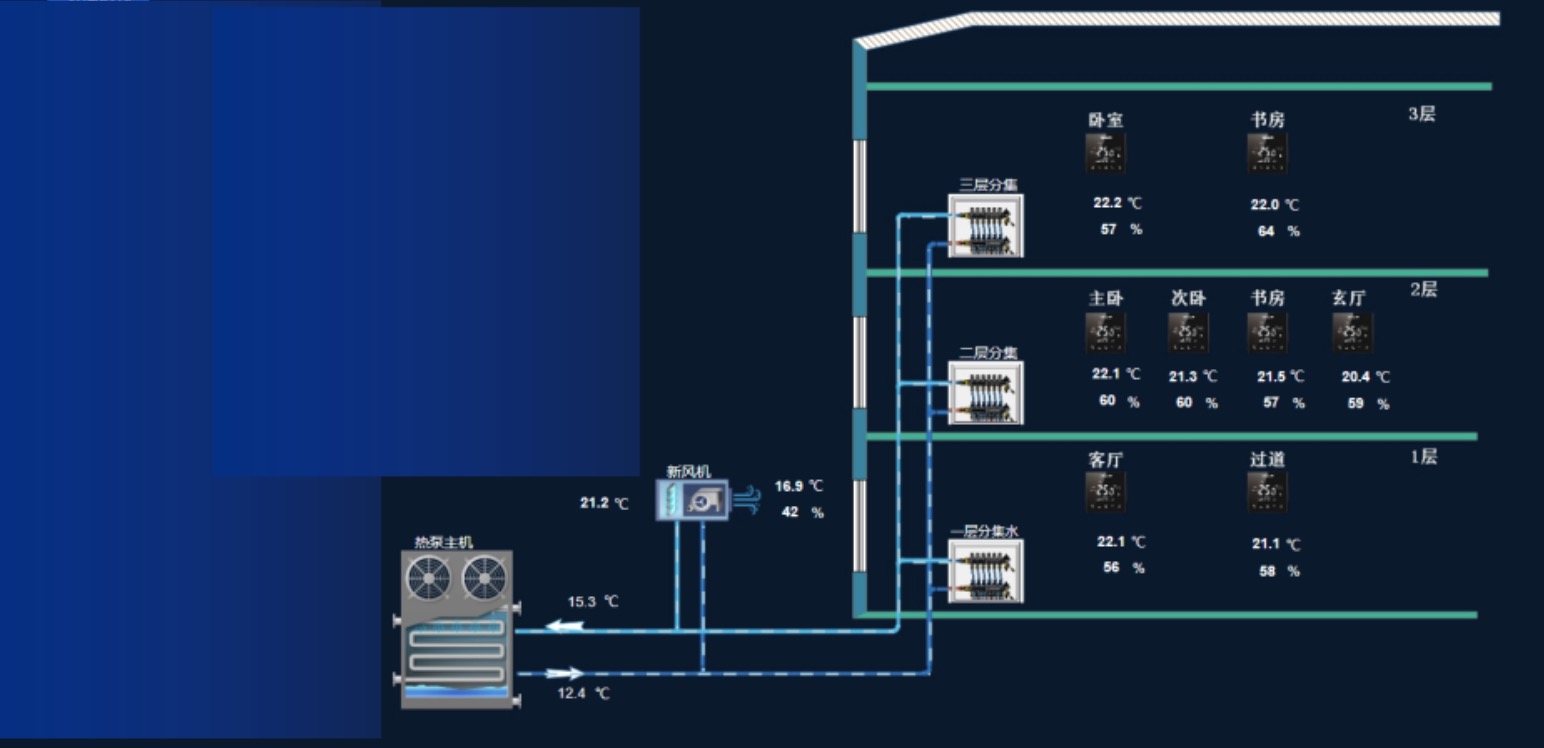 3层
卧室 书房
三层分集
22.2 ℃ 22.0 ℃
57 % 64 %
2层
主卧 次卧 书房 玄厅
二层分集
22.1 ℃ 21.3 ℃ 21.5 ℃ 20.4 ℃
60 % 60 % 57 % 59 %
1层
客厅 过道
新风机
21.2 ℃ 16.9 ℃
42 %
一层分集水
22.1 ℃ 21.1 ℃
56 % 58 %
热泵主机
15.3 ℃
12.4 ℃